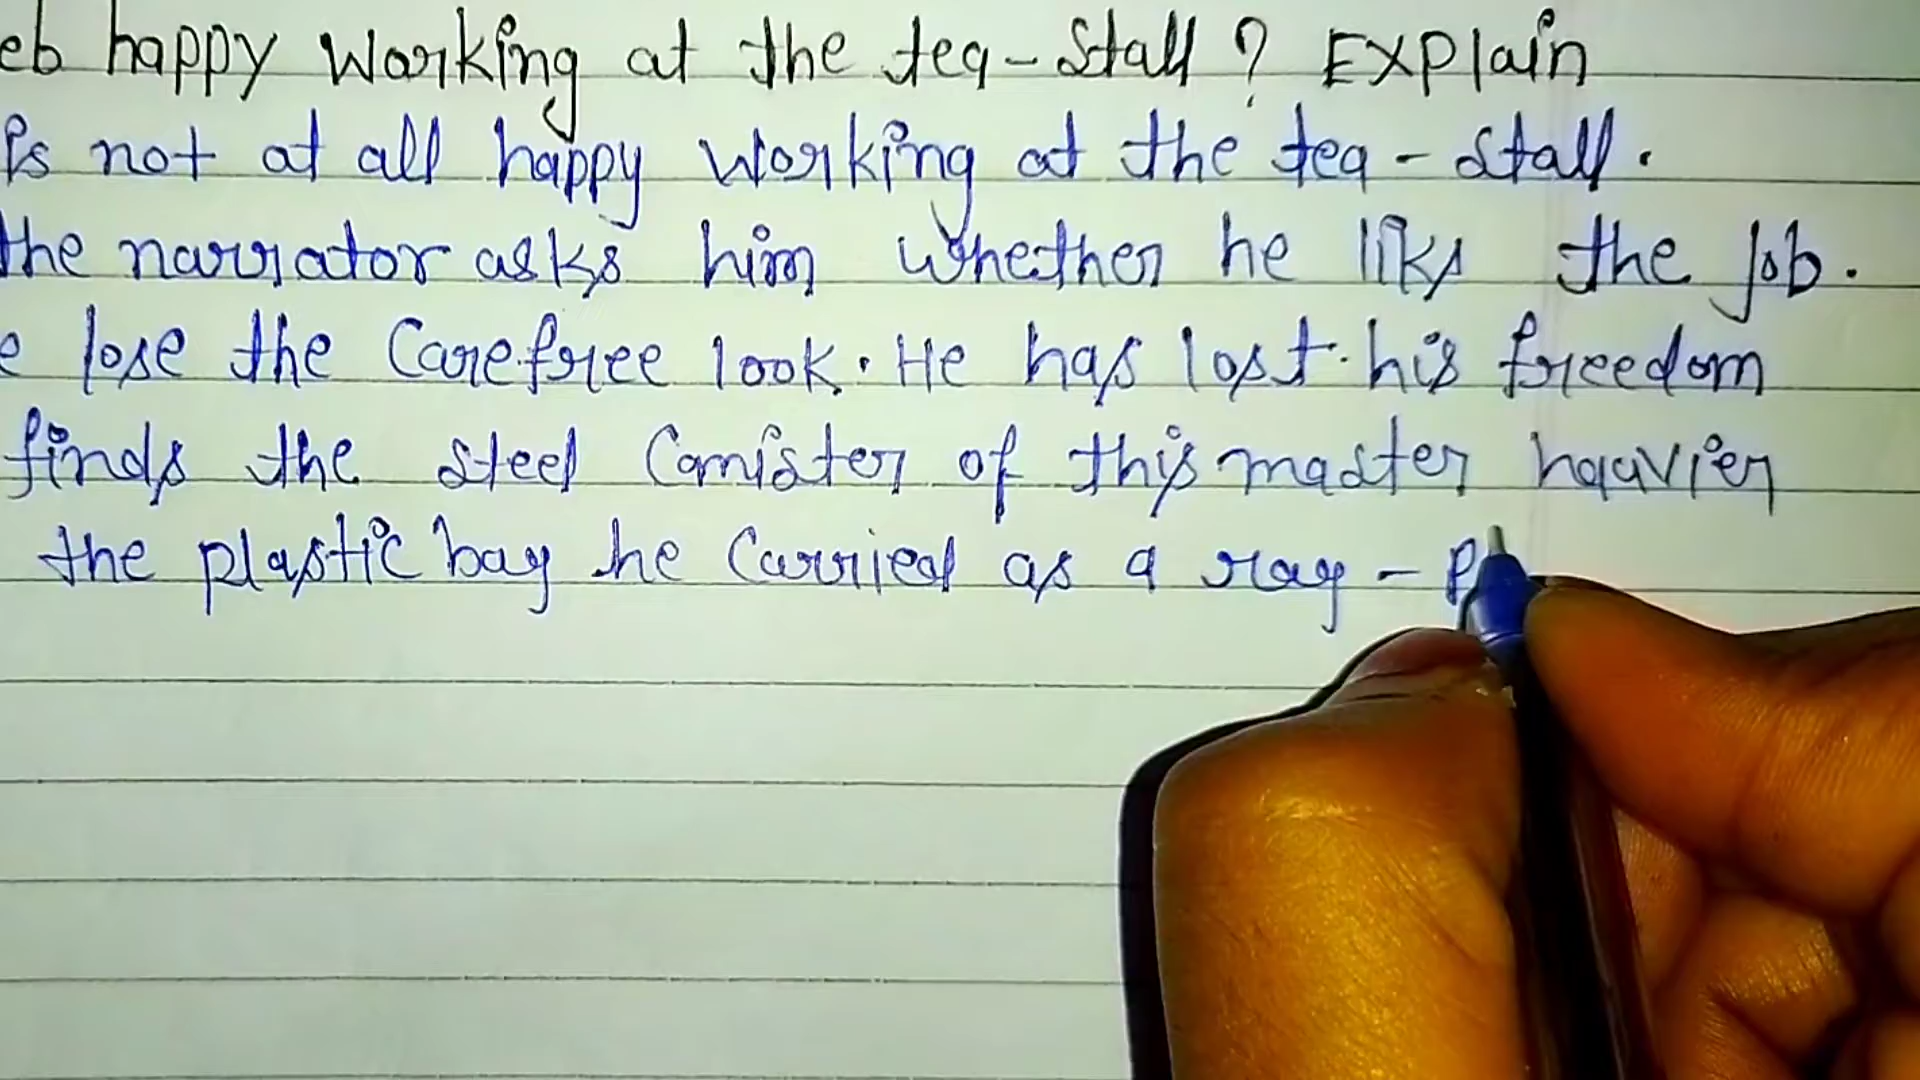 eb happy working at the tea-stall? Explain
is not at all happy working at the tea-stall.
the narrator asks him whether he liks the job.
e lose the carefree look. He has lost his freedom
finds the steel canister of this master haavier
the plastic bag he carried as a rag-P